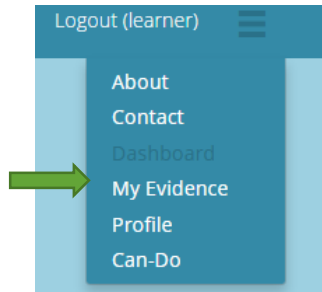 Logout (learner)
About
Contact
Dashboard
My Evidence
Profile
Can-Do